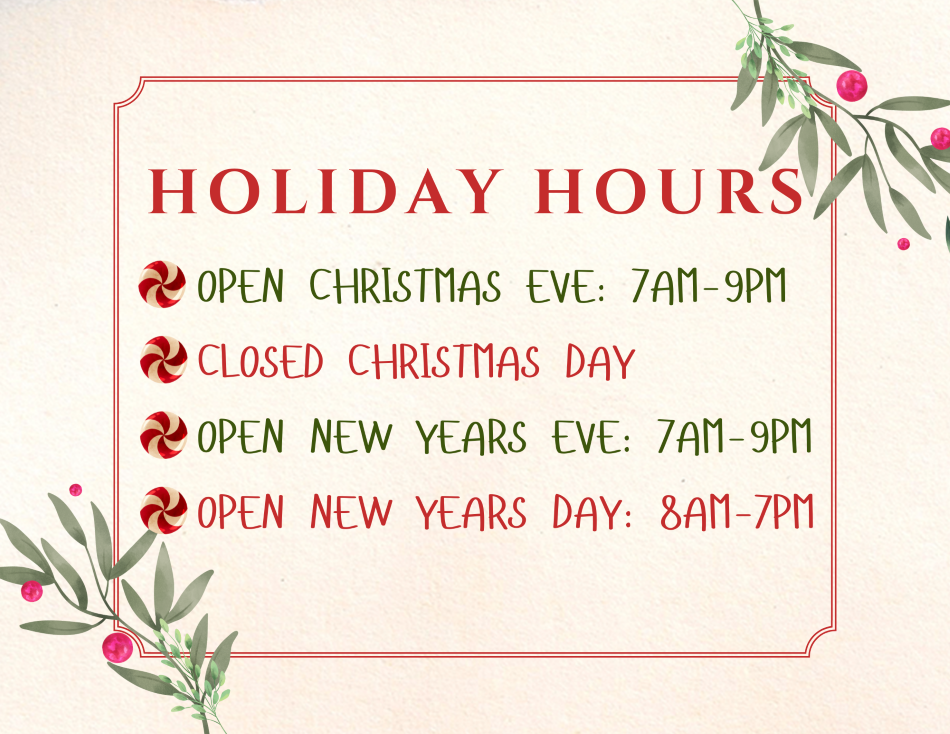 HOLIDAY HOURS
OPEN CHRISTMAS EVE: 7AM-9PM
CLOSED CHRISTMAS DAY
OPEN NEW YEARS EVE: 7AM-9PM
OPEN NEW YEARS DAY: 8AM-7PM